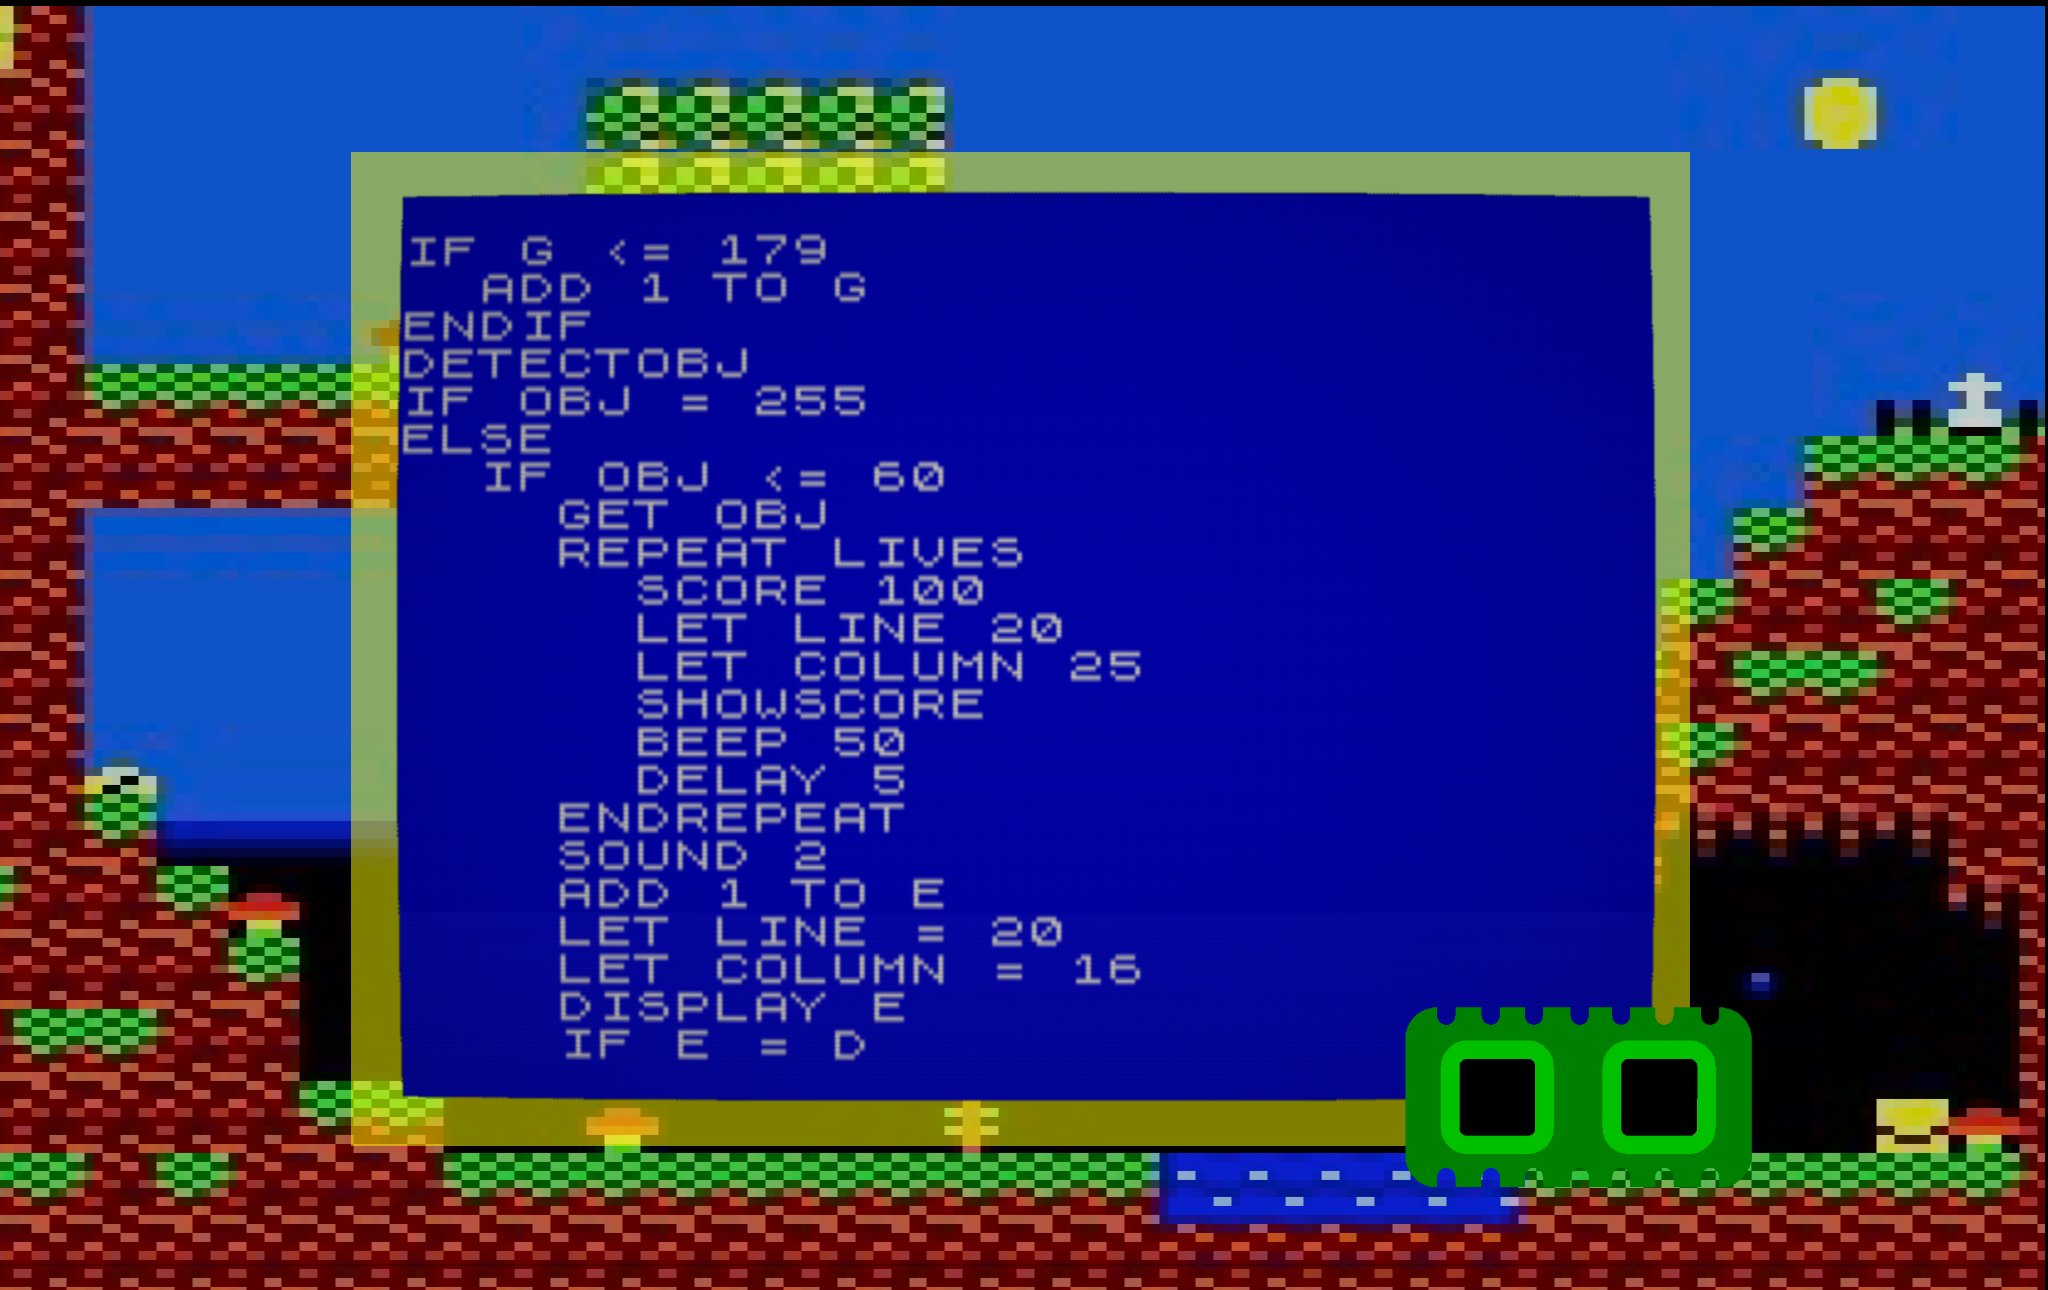 IF G <= 179
ADD 1 TO G
ENDIF
DETECTOBJ
IF OBJ = 255
ELSE
IF OBJ <= 60
GET OBJ
REPEAT LIVES
SCORE 100
LET LINE 20
LET COLUMN 25
SHOWSCORE
BEEP 50
DELAY 5
ENDREPEAT
SOUND 2
ADD 1 TO E
LET LINE = 20
LET COLUMN = 16
DISPLAY E
IF E = D